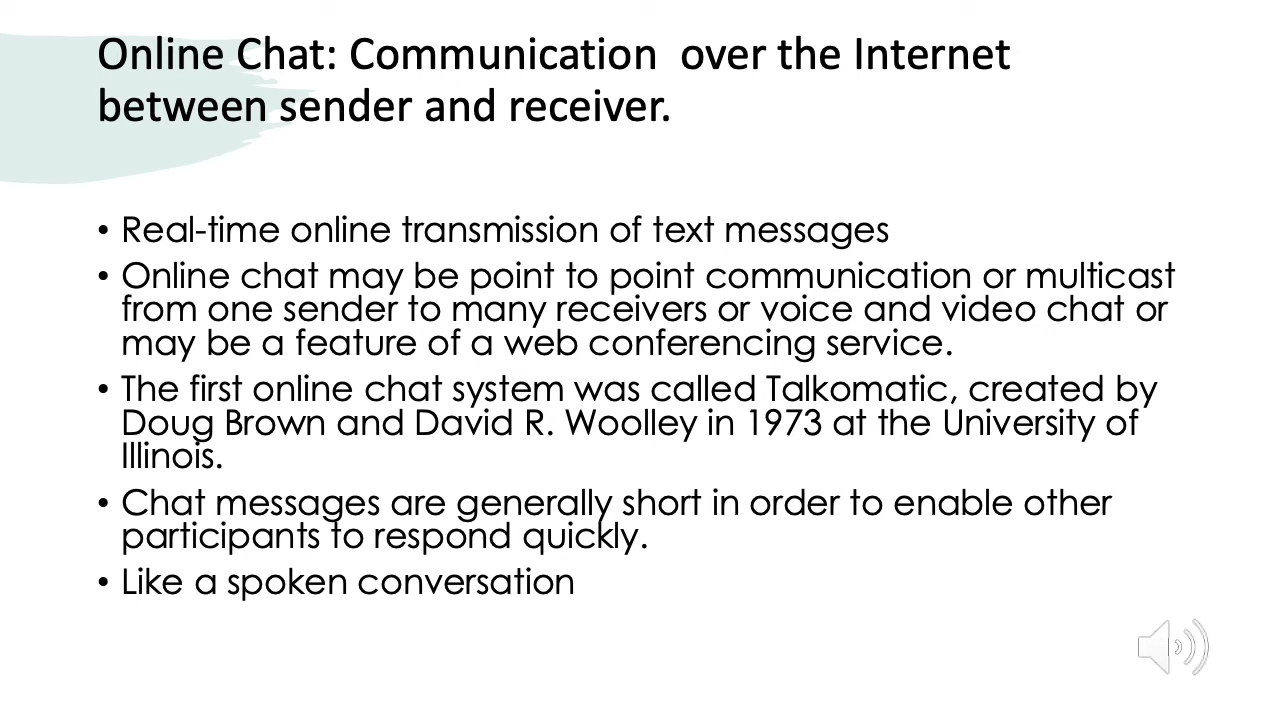 Online Chat: Communication  over the Internet
between sender and receiver.
• Real-time online transmission of text messages
• Online chat may be point to point communication or multicast
from one sender to many receivers or voice and video chat or
may be a feature of a web conferencing service.
• The first online chat system was called Talkomatic, created by
Doug Brown and David R. Woolley in 1973 at the University of
Illinois.
• Chat messages are generally short in order to enable other
participants to respond quickly.
• Like a spoken conversation